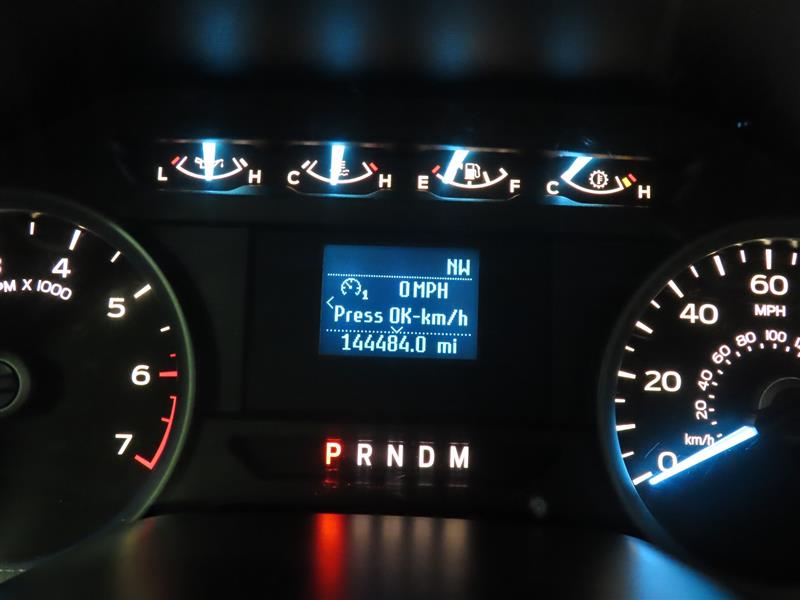 L H C H E F C H
NW
1 0 MPH
Press OK-km/h
144484.0 mi
P R N D M
4 5 6 7
X 1000
0 20 40 60
MPH
20 40 60 80 100
km/h